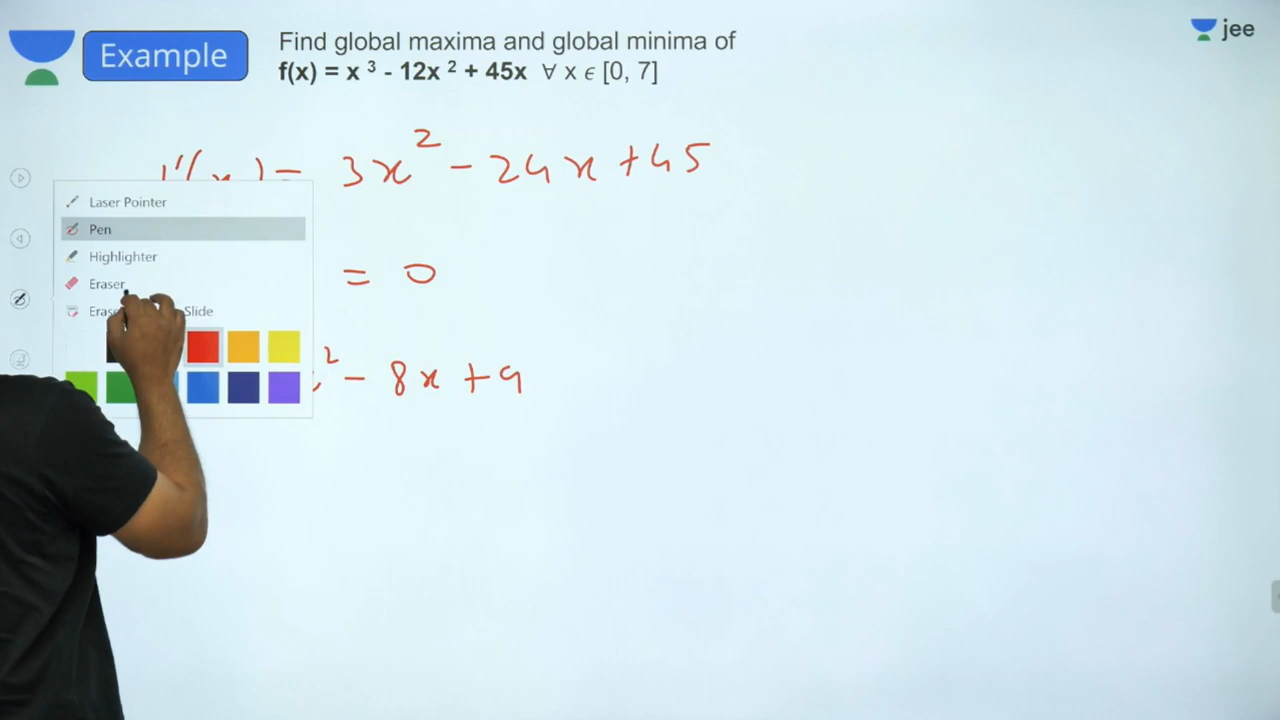 Example
Find global maxima and global minima of
f(x) = x 3 - 12x 2 + 45x ∀ x ϵ [0, 7]
jee
f'(x) = 3x² - 24x + 45
Laser Pointer
Pen
Highlighter
Eraser
Slide
= 0
² - 8x + 9